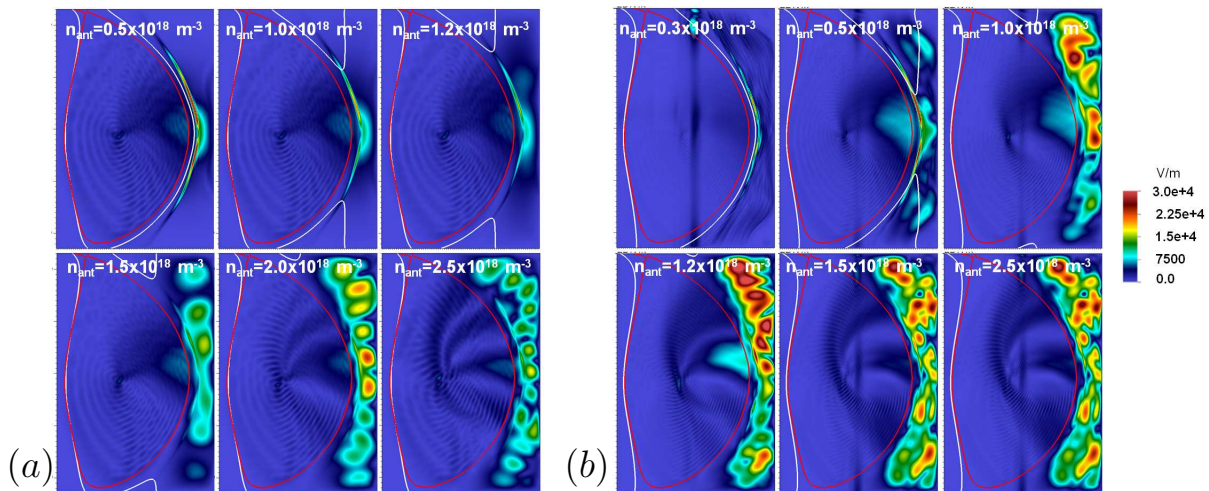 n_ant=0.5x10^18 m^-3
n_ant=1.0x10^18 m^-3
n_ant=1.2x10^18 m^-3
n_ant=0.3x10^18 m^-3
n_ant=0.5x10^18 m^-3
n_ant=1.0x10^18 m^-3
V/m
3.0e+4
2.25e+4
1.5e+4
7500
0.0
n_ant=1.5x10^18 m^-3
n_ant=2.0x10^18 m^-3
n_ant=2.5x10^18 m^-3
n_ant=1.2x10^18 m^-3
n_ant=1.5x10^18 m^-3
n_ant=2.5x10^18 m^-3
(a)
(b)